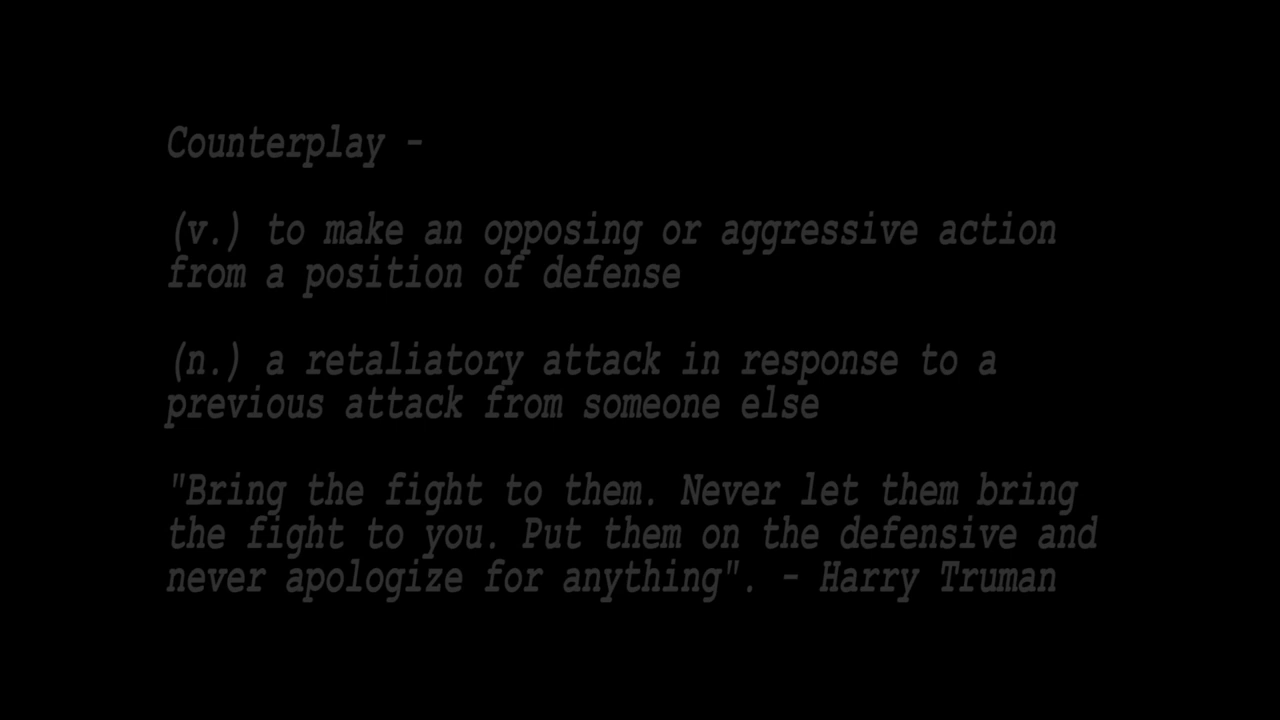 Counterplay -
(v.) to make an opposing or aggressive action
from a position of defense
(n.) a retaliatory attack in response to a
previous attack from someone else
"Bring the fight to them. Never let them bring
the fight to you. Put them on the defensive and
never apologize for anything". - Harry Truman